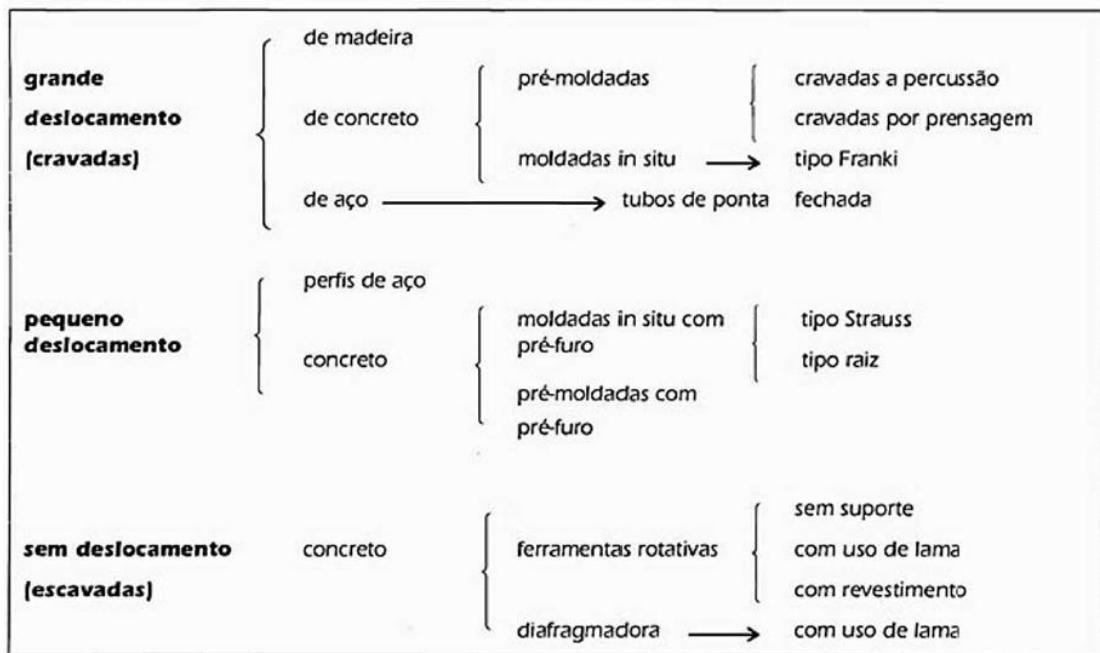 de madeira
grande pré-moldadas cravadas a percussão
deslocamento de concreto cravadas por prensagem
(cravadas) moldadas in situ tipo Franki
de aço tubos de ponta fechada
perfis de aço
pequeno moldadas in situ com tipo Strauss
deslocamento concreto pré-furo tipo raiz
pré-moldadas com
pré-furo
sem suporte
sem deslocamento concreto ferramentas rotativas com uso de lama
(escavadas) com revestimento
diafragmadora com uso de lama